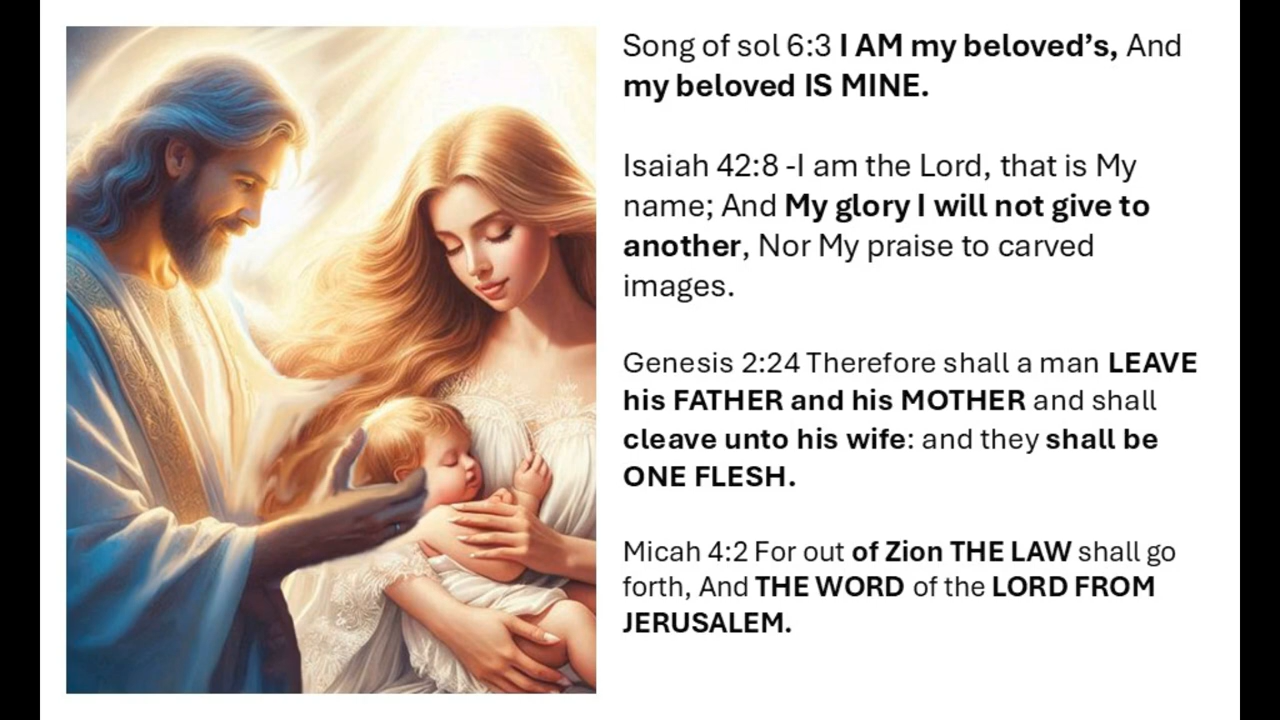 Song of sol 6:3 I AM my beloved’s, And
my beloved IS MINE.
Isaiah 42:8 -I am the Lord, that is My
name; And My glory I will not give to
another, Nor My praise to carved
images.
Genesis 2:24 Therefore shall a man LEAVE
his FATHER and his MOTHER and shall
cleave unto his wife: and they shall be
ONE FLESH.
Micah 4:2 For out of Zion THE LAW shall go
forth, And THE WORD of the LORD FROM
JERUSALEM.